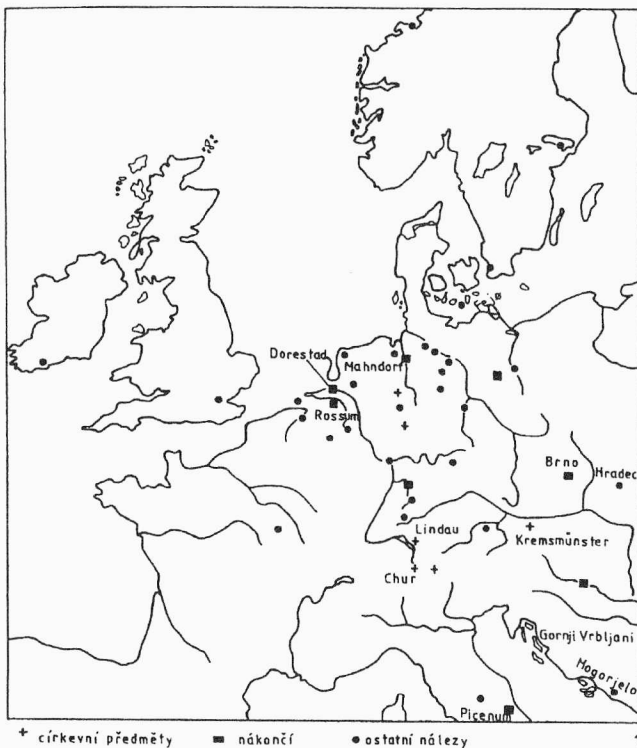 Dorestad
Mahndorf
Rossum
Brno
Hradec
Lindau
Kremsmünster
Chur
Gornji Vrbljani
Mogorjelo
Picenum
+ církevní předměty ■ nákončí ● ostatní nálezy